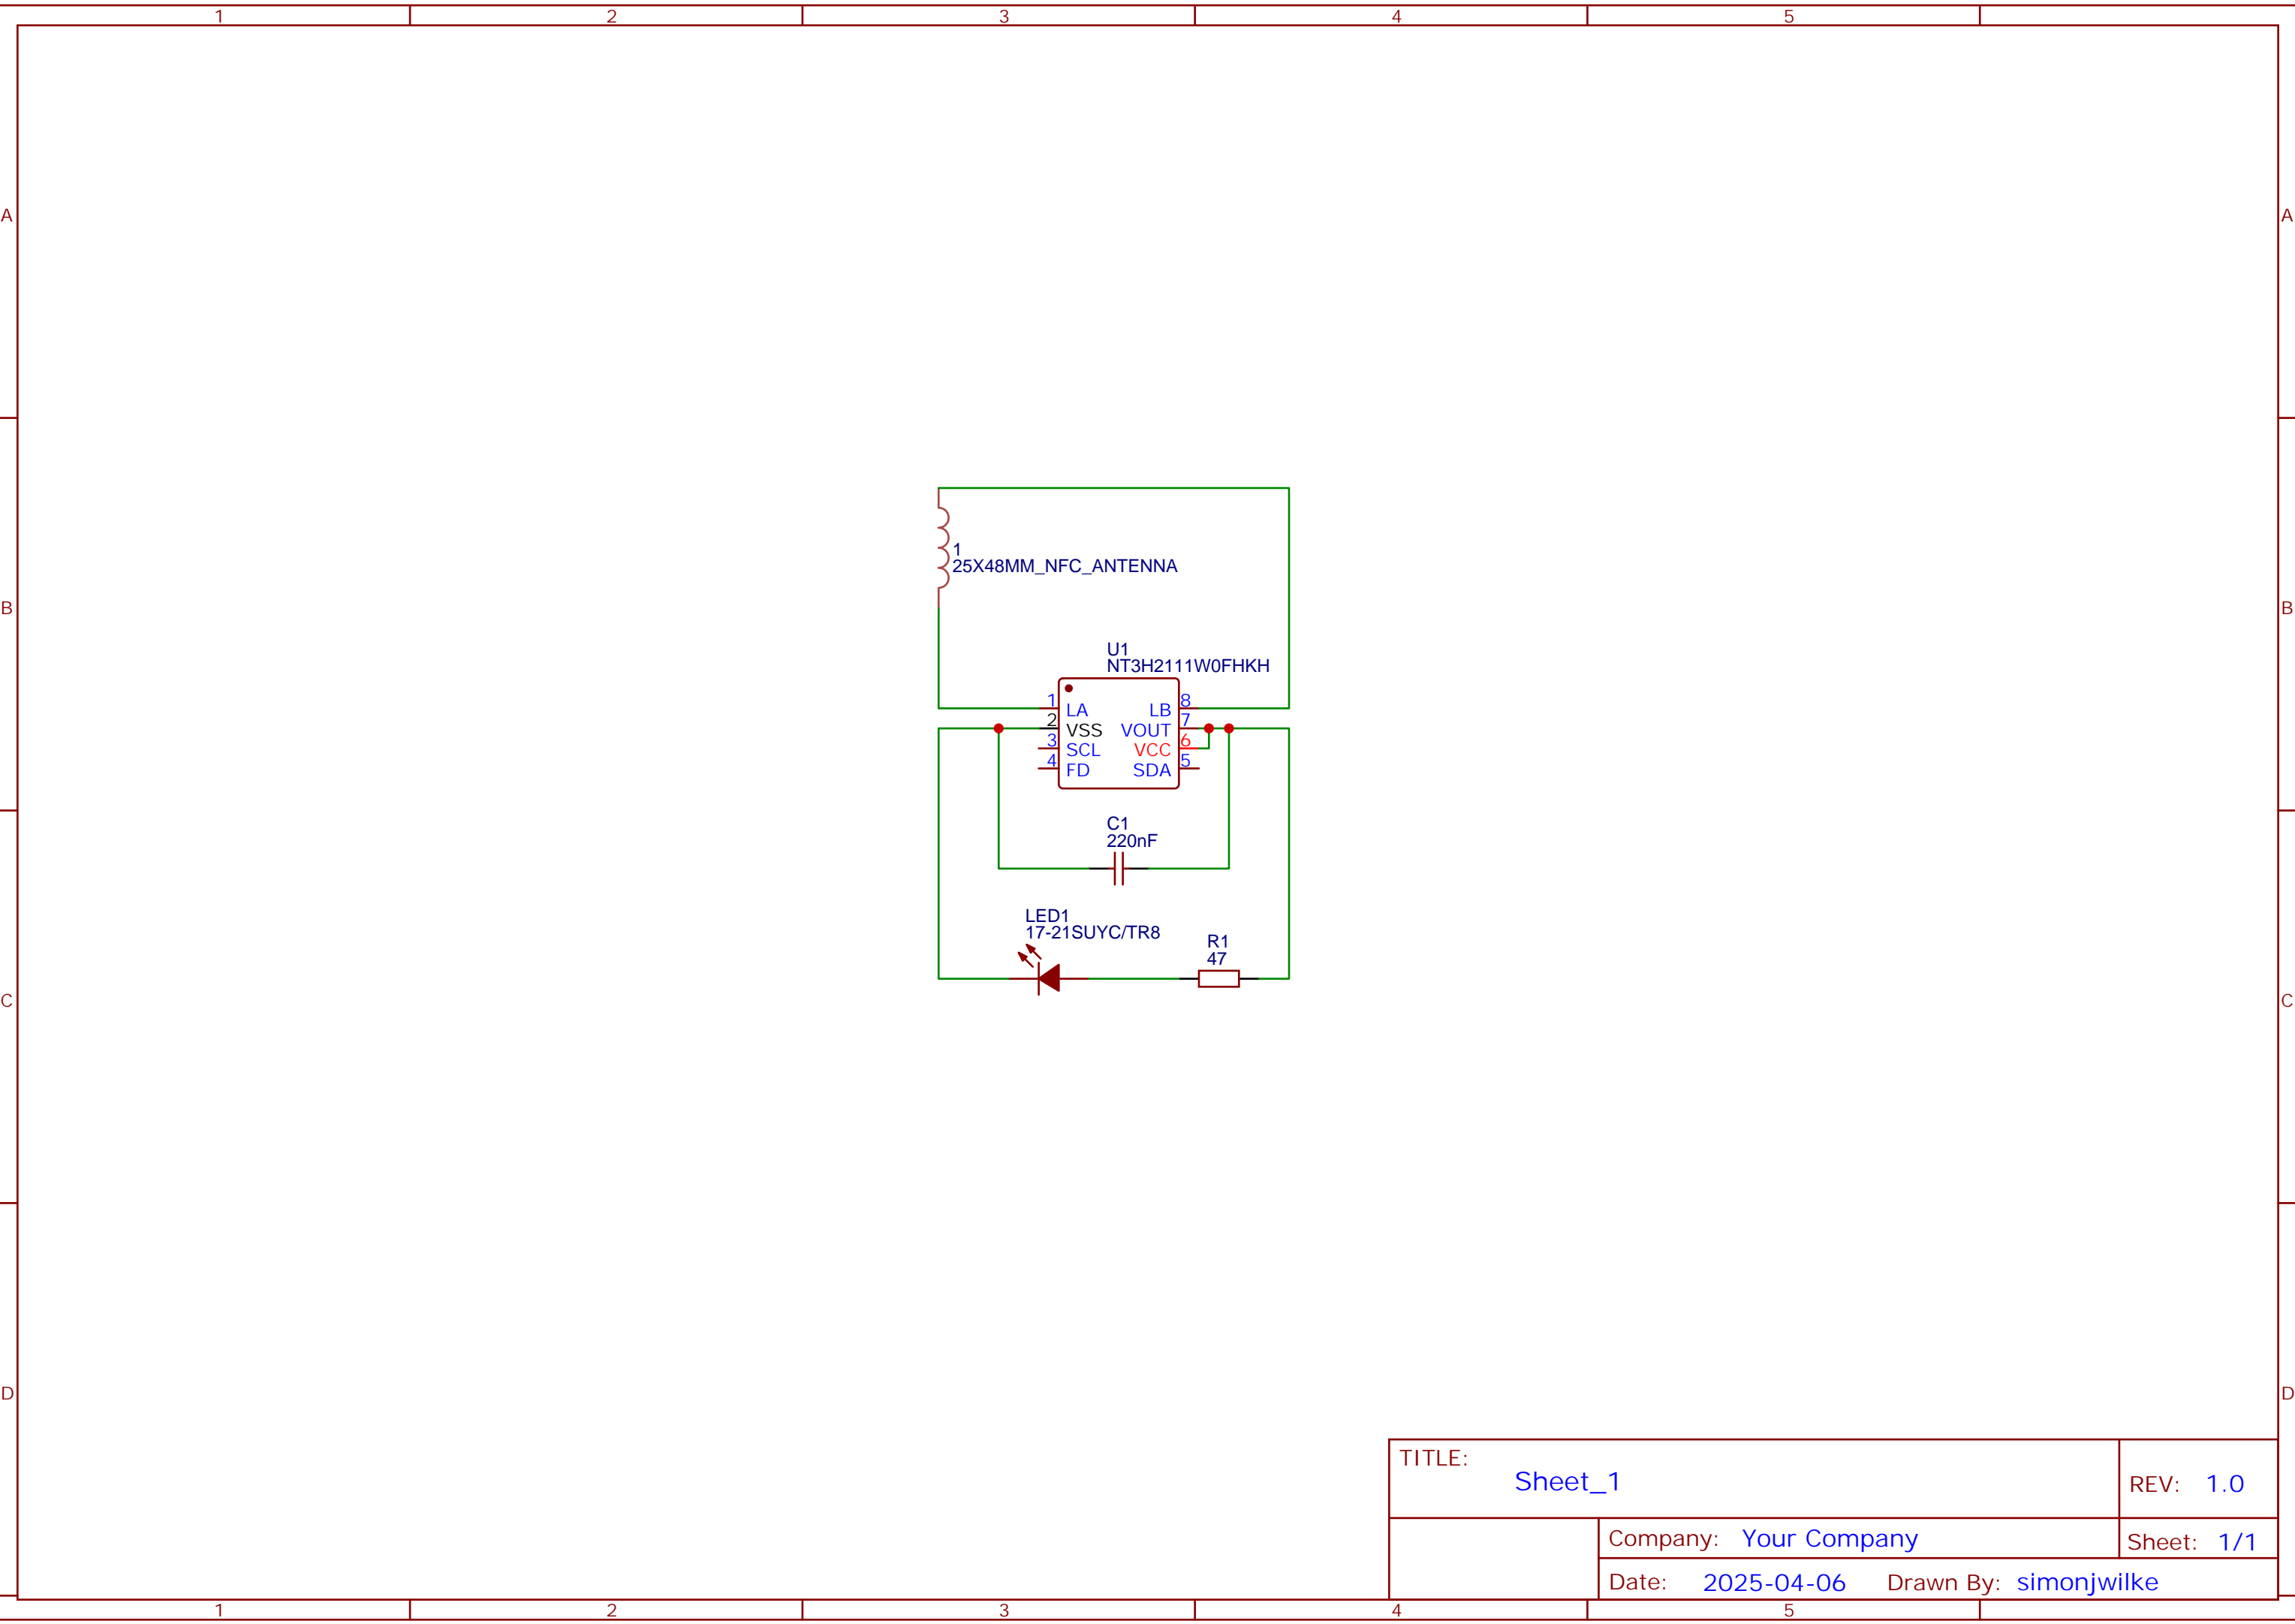 1 2 3 4 5
A A
B B
C C
D D
1
25X48MM_NFC_ANTENNA
U1
NT3H2111W0FHKH
1 LA LB 8
2 VSS VOUT 7
3 SCL VCC 6
4 FD SDA 5
C1
220nF
LED1
17-21SUYC/TR8
R1
47
TITLE:
Sheet_1
REV: 1.0
Company: Your Company
Sheet: 1/1
Date: 2025-04-06 Drawn By: simonjwilke
1 2 3 4 5